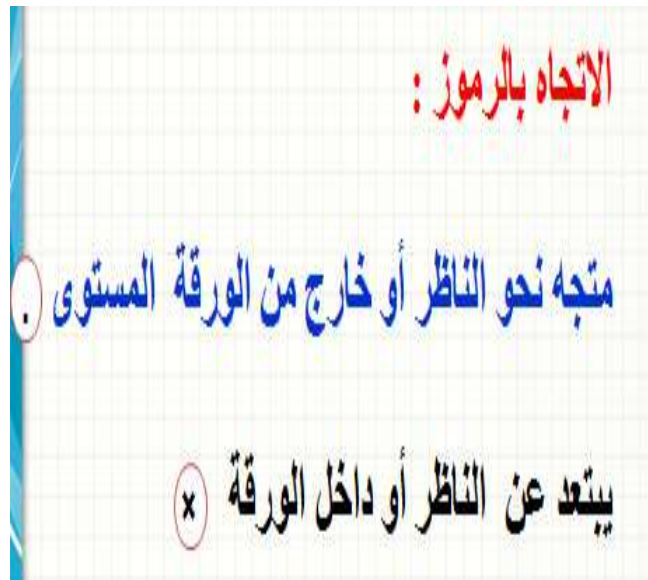 الاتجاه بالرموز :
متجه نحو الناظر أو خارج من الورقة المستوى .
يبتعد عن الناظر أو داخل الورقة ×